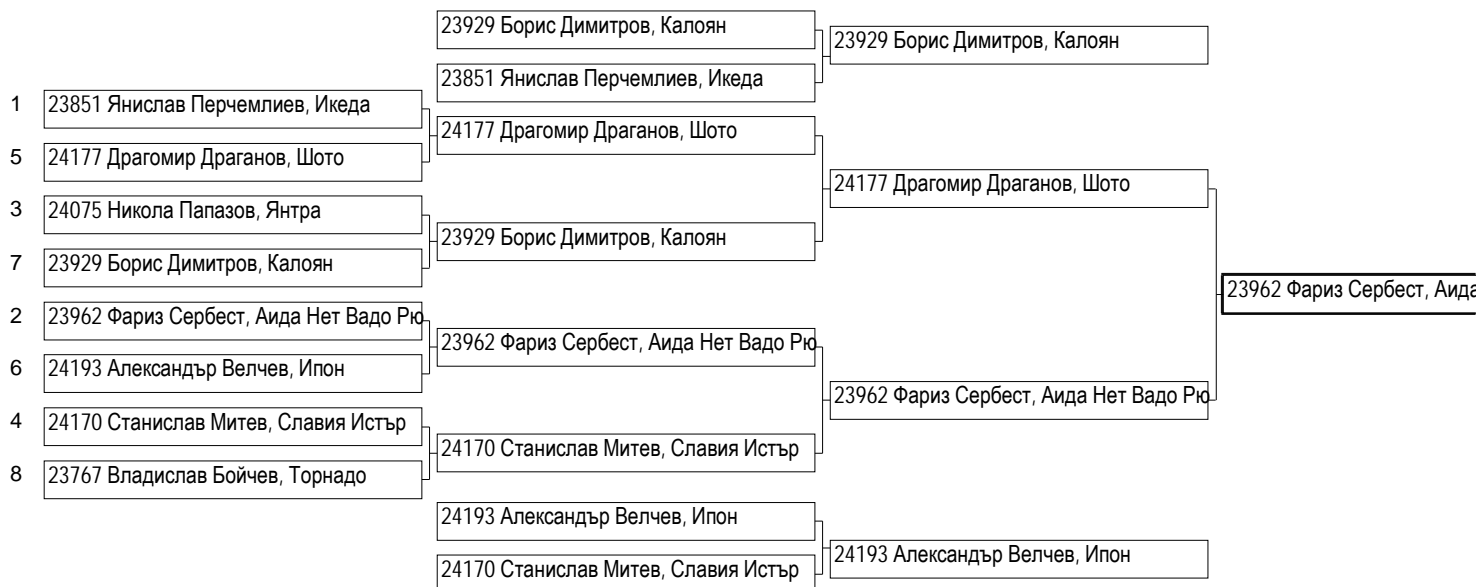 23929 Борис Димитров, Калоян
23929 Борис Димитров, Калоян
23851 Янислав Перчемлиев, Икеда
1 23851 Янислав Перчемлиев, Икеда
24177 Драгомир Драганов, Шото
5 24177 Драгомир Драганов, Шото
24177 Драгомир Драганов, Шото
3 24075 Никола Папазов, Янтра
23929 Борис Димитров, Калоян
7 23929 Борис Димитров, Калоян
23962 Фариз Сербест, Аида
2 23962 Фариз Сербест, Аида Нет Вадо Рю
23962 Фариз Сербест, Аида Нет Вадо Рю
6 24193 Александър Велчев, Ипон
23962 Фариз Сербест, Аида Нет Вадо Рю
4 24170 Станислав Митев, Славия Истър
24170 Станислав Митев, Славия Истър
8 23767 Владислав Бойчев, Торнадо
24193 Александър Велчев, Ипон
24193 Александър Велчев, Ипон
24170 Станислав Митев, Славия Истър